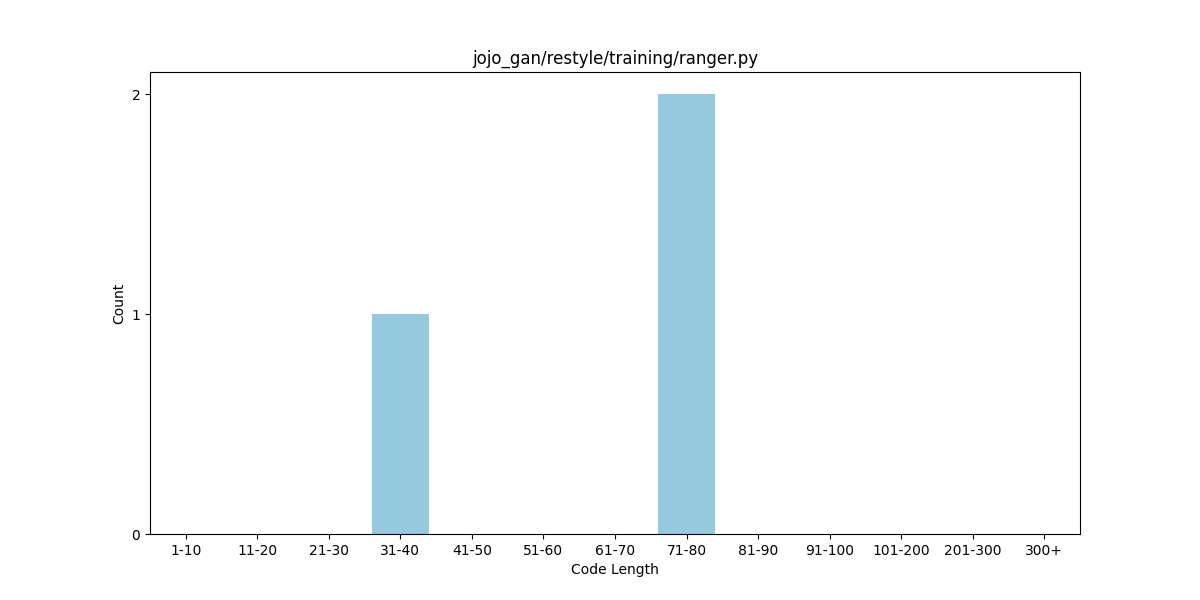 jojo_gan/restyle/training/ranger.py
2
1
0
Count
1-10 11-20 21-30 31-40 41-50 51-60 61-70 71-80 81-90 91-100 101-200 201-300 300+
Code Length